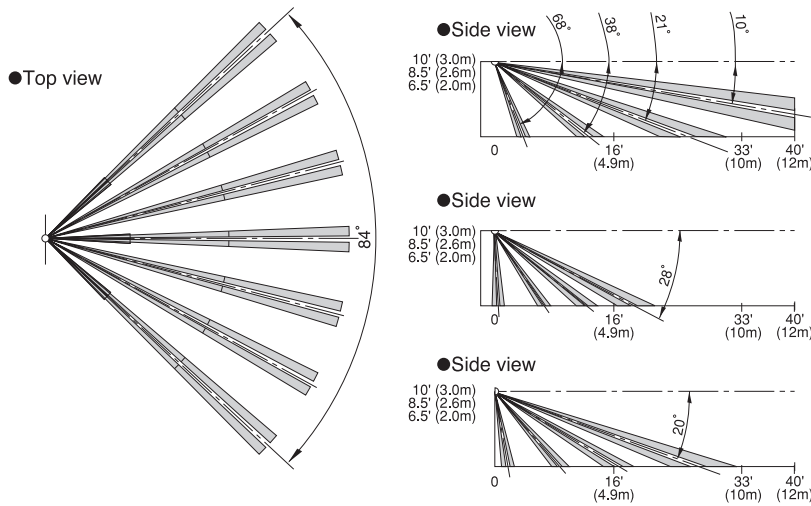 ●Top view
84°
●Side view
68°
38°
21°
10°
10' (3.0m)
8.5' (2.6m)
6.5' (2.0m)
0
16'
(4.9m)
33'
(10m)
40'
(12m)
●Side view
10' (3.0m)
8.5' (2.6m)
6.5' (2.0m)
28°
0
16'
(4.9m)
33'
(10m)
40'
(12m)
●Side view
10' (3.0m)
8.5' (2.6m)
6.5' (2.0m)
20°
0
16'
(4.9m)
33'
(10m)
40'
(12m)